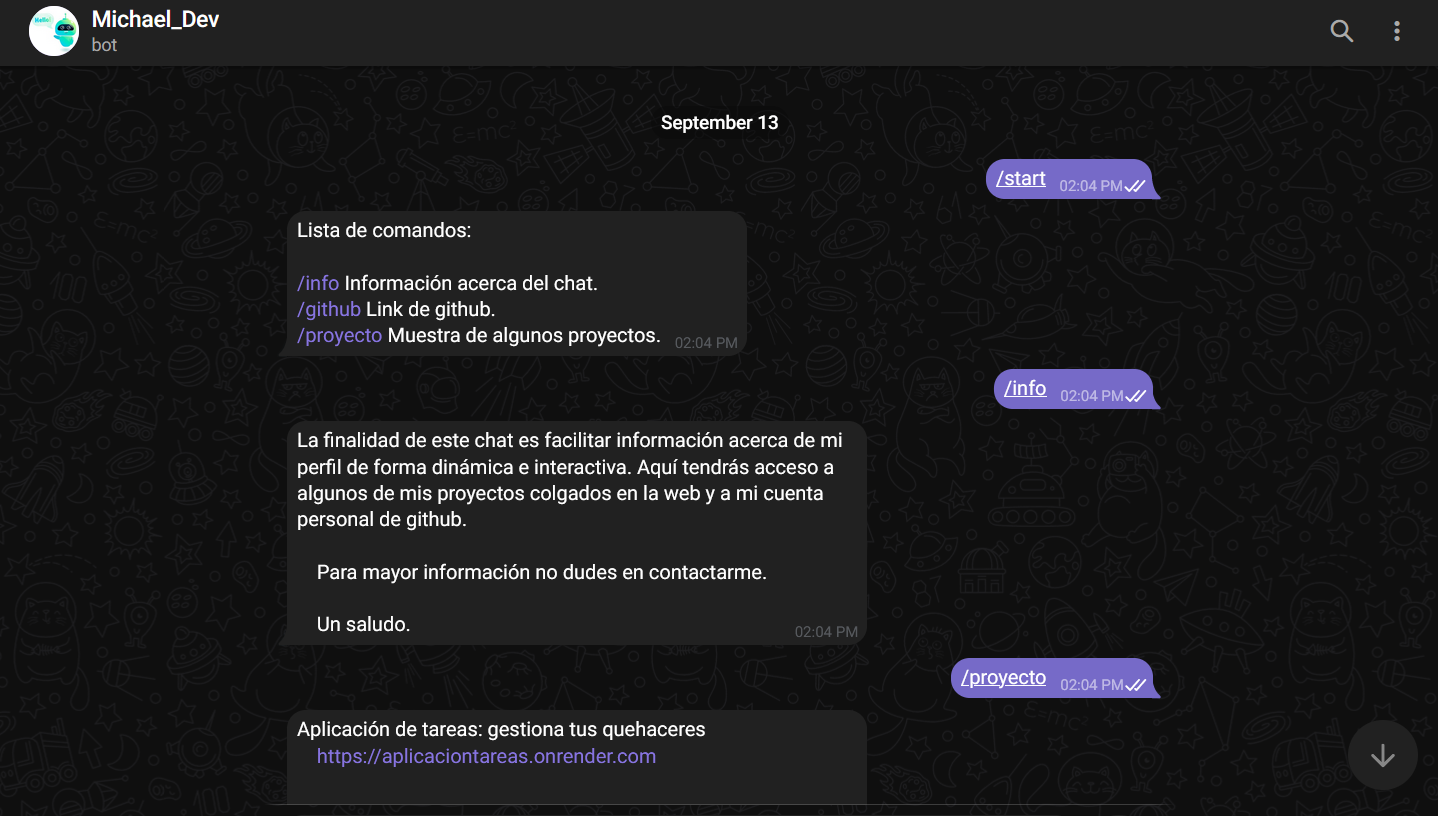 Hello
Michael_Dev
bot
September 13
/start 02:04 PM
Lista de comandos:
/info Información acerca del chat.
/github Link de github.
/proyecto Muestra de algunos proyectos. 02:04 PM
/info 02:04 PM
La finalidad de este chat es facilitar información acerca de mi
perfil de forma dinámica e interactiva. Aquí tendrás acceso a
algunos de mis proyectos colgados en la web y a mi cuenta
personal de github.
Para mayor información no dudes en contactarme.
Un saludo. 02:04 PM
/proyecto 02:04 PM
Aplicación de tareas: gestiona tus quehaceres
https://aplicaciontareas.onrender.com